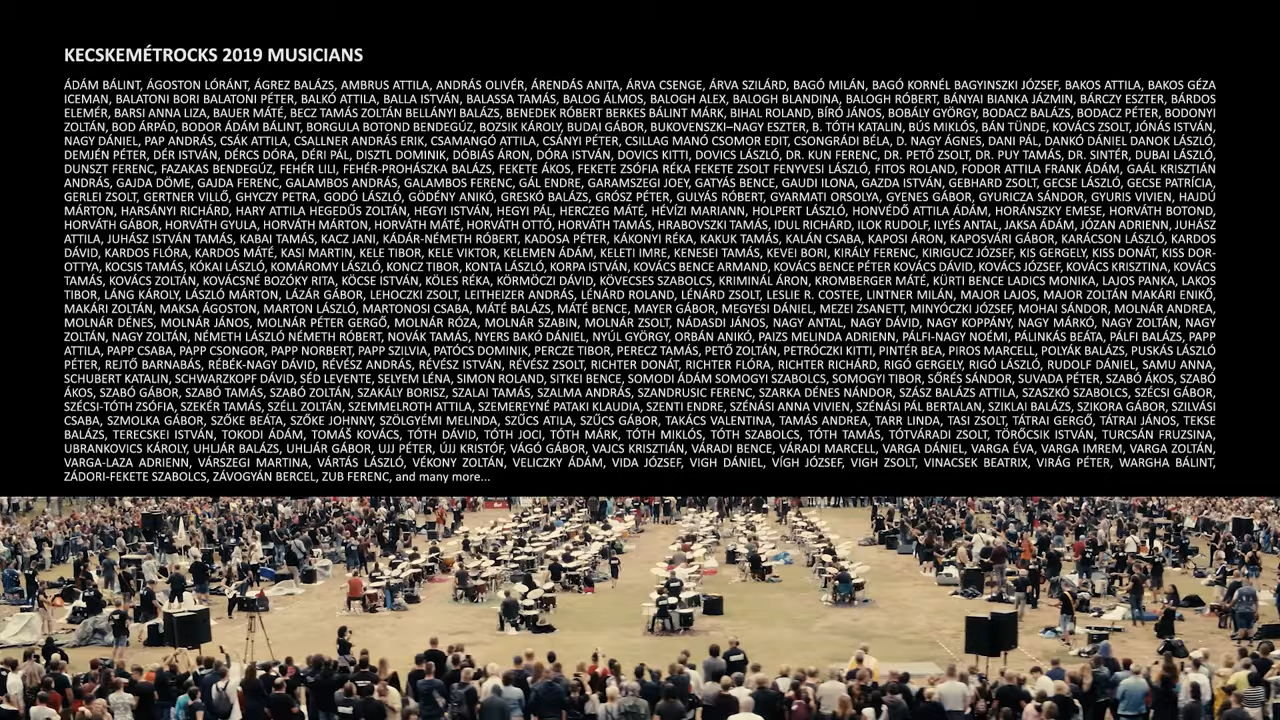 KECSKEMÉTROCKS 2019 MUSICIANS
ÁDÁM BÁLINT, ÁGOSTON LÓRÁNT, ÁGREZ BALÁZS, AMBRUS ATTILA, ANDRÁS OLIVÉR, ÁRENDÁS ANITA, ÁRVA CSENGE, ÁRVA SZILÁRD, BAGÓ MILÁN, BAGÓ KORNÉL BAGYINSZKI JÓZSEF, BAKOS ATTILA, BAKOS GÉZA
ICEMAN, BALATONI BORI BALATONI PÉTER, BALKÓ ATTILA, BALLA ISTVÁN, BALASSA TAMÁS, BALOG ÁLMOS, BALOGH ALEX, BALOGH BLANDINA, BALOGH RÓBERT, BÁNYAI BIANKA JÁZMIN, BÁRCZY ESZTER, BÁRDOS
ELEMÉR, BARSI ANNA LIZA, BAUER MÁTÉ, BECZ TAMÁS ZOLTÁN BELLÁNYI BALÁZS, BENEDEK RÓBERT BERKES BÁLINT MÁRK, BIHAL ROLAND, BÍRÓ JÁNOS, BOBÁLY GYÖRGY, BODACZ BALÁZS, BODACZ PÉTER, BODONYI
ZOLTÁN, BOD ÁRPÁD, BODOR ÁDÁM BÁLINT, BORGULA BOTOND BENDEGÚZ, BOZSIK KÁROLY, BUDAI GÁBOR, BUKOVENSZKI–NAGY ESZTER, B. TÓTH KATALIN, BÚS MIKLÓS, BÁN TÜNDE, KOVÁCS ZSOLT, JÓNÁS ISTVÁN,
NAGY DÁNIEL, PAP ANDRÁS, CSÁK ATTILA, CSALLNER ANDRÁS ERIK, CSAMANGÓ ATTILA, CSÁNYI PÉTER, CSILLAG MANÓ CSOMOR EDIT, CSONGRÁDI BÉLA, D. NAGY ÁGNES, DANI PÁL, DANKÓ DÁNIEL DANOK LÁSZLÓ,
DEMJÉN PÉTER, DÉR ISTVÁN, DÉRCS DÓRA, DÉRI PÁL, DISZTL DOMINIK, DÓBIÁS ÁRON, DÓRA ISTVÁN, DOVICS KITTI, DOVICS LÁSZLÓ, DR. KUN FERENC, DR. PETŐ ZSOLT, DR. PUY TAMÁS, DR. SINTÉR, DUBAI LÁSZLÓ,
DUNSZT FERENC, FAZAKAS BENDEGÚZ, FEHÉR LILI, FEHÉR-PROHÁSZKA BALÁZS, FEKETE ÁKOS, FEKETE ZSÓFIA RÉKA FEKETE ZSOLT FENYVESI LÁSZLÓ, FITOS ROLAND, FODOR ATTILA FRANK ÁDÁM, GAÁL KRISZTIÁN
ANDRÁS, GAJDA DÖME, GAJDA FERENC, GALAMBOS ANDRÁS, GALAMBOS FERENC, GÁL ENDRE, GARAMSZEGI JOEY, GATYÁS BENCE, GAUDI ILONA, GAZDA ISTVÁN, GEBHARD ZSOLT, GECSE LÁSZLÓ, GECSE PATRÍCIA,
GERLEI ZSOLT, GERTNER VILLŐ, GHYCZY PETRA, GODÓ LÁSZLÓ, GÖDÉNY ANIKÓ, GRESKÓ BALÁZS, GRÓSZ PÉTER, GULYÁS RÓBERT, GYARMATI ORSOLYA, GYENES GÁBOR, GYURICZA SÁNDOR, GYURIS VIVIEN, HAJDÚ
MÁRTON, HARSÁNYI RICHÁRD, HARY ATTILA HEGEDŰS ZOLTÁN, HEGYI ISTVÁN, HEGYI PÁL, HERCZEG MÁTÉ, HÉVÍZI MARIANN, HOLPERT LÁSZLÓ, HONVÉDŐ ATTILA ÁDÁM, HORÁNSZKY EMESE, HORVÁTH BOTOND,
HORVÁTH GÁBOR, HORVÁTH GYULA, HORVÁTH MÁRTON, HORVÁTH MÁTÉ, HORVÁTH OTTÓ, HORVÁTH TAMÁS, HRABOVSZKI TAMÁS, IDUL RICHÁRD, ILOK RUDOLF, ILYÉS ANTAL, JAKSA ÁDÁM, JÓZAN ADRIENN, JUHÁSZ
ATTILA, JUHÁSZ ISTVÁN TAMÁS, KABAI TAMÁS, KACZ JANI, KÁDÁR-NÉMETH RÓBERT, KADOSA PÉTER, KÁKONYI RÉKA, KAKUK TAMÁS, KALÁN CSABA, KAPOSI ÁRON, KAPOSVÁRI GÁBOR, KARÁCSON LÁSZLÓ, KARDOS
DÁVID, KARDOS FLÓRA, KARDOS MÁTÉ, KASI MARTIN, KELE TIBOR, KELE VIKTOR, KELEMEN ÁDÁM, KELETI IMRE, KENESEI TAMÁS, KEVEI BORI, KIRÁLY FERENC, KIRIGUCZ JÓZSEF, KIS GERGELY, KISS DONÁT, KISS DOR-
OTTYA, KOCSIS TAMÁS, KÓKAI LÁSZLÓ, KOMÁROMY LÁSZLÓ, KONCZ TIBOR, KONTA LÁSZLÓ, KORPA ISTVÁN, KOVÁCS BENCE ARMAND, KOVÁCS BENCE PÉTER KOVÁCS DÁVID, KOVÁCS JÓZSEF, KOVÁCS KRISZTINA, KOVÁCS
TAMÁS, KOVÁCS ZOLTÁN, KOVÁCSNÉ BOZÓKY RITA, KÖCSE ISTVÁN, KÖLES RÉKA, KÖRMÖCZI DÁVID, KÖVECSES SZABOLCS, KRIMINÁL ÁRON, KROMBERGER MÁTÉ, KÜRTI BENCE LADICS MONIKA, LAJOS PANKA, LAKOS
TIBOR, LÁNG KÁROLY, LÁSZLÓ MÁRTON, LÁZÁR GÁBOR, LEHOCZKI ZSOLT, LEITHEIZER ANDRÁS, LÉNÁRD ROLAND, LÉNÁRD ZSOLT, LESLIE R. COSTEE, LINTNER MILÁN, MAJOR LAJOS, MAJOR ZOLTÁN MAKÁRI ENIKŐ,
MAKÁRI ZOLTÁN, MAKSA ÁGOSTON, MARTON LÁSZLÓ, MARTONOSI CSABA, MÁTÉ BALÁZS, MÁTÉ BENCE, MAYER GÁBOR, MEGYESI DÁNIEL, MEZEI ZSANETT, MINYÓCZKI JÓZSEF, MOHAI SÁNDOR, MOLNÁR ANDREA,
MOLNÁR DÉNES, MOLNÁR JÁNOS, MOLNÁR PÉTER GERGŐ, MOLNÁR RÓZA, MOLNÁR SZABIN, MOLNÁR ZSOLT, NÁDASDI JÁNOS, NAGY ANTAL, NAGY DÁVID, NAGY KOPPÁNY, NAGY MÁRKÓ, NAGY ZOLTÁN, NAGY
ZOLTÁN, NAGY ZOLTÁN, NÉMETH LÁSZLÓ NÉMETH RÓBERT, NOVÁK TAMÁS, NYERS BAKÓ DÁNIEL, NYÚL GYÖRGY, ORBÁN ANIKÓ, PAIZS MELINDA ADRIENN, PÁLFI-NAGY NOÉMI, PÁLINKÁS BEÁTA, PÁLFI BALÁZS, PAPP
ATTILA, PAPP CSABA, PAPP CSONGOR, PAPP NORBERT, PAPP SZILVIA, PATÓCS DOMINIK, PERCZE TIBOR, PERECZ TAMÁS, PETŐ ZOLTÁN, PETRÓCZKI KITTI, PINTÉR BEA, PIROS MARCELL, POLYÁK BALÁZS, PUSKÁS LÁSZLÓ
PÉTER, REJTŐ BARNABÁS, RÉBÉK-NAGY DÁVID, RÉVÉSZ ANDRÁS, RÉVÉSZ ISTVÁN, RÉVÉSZ ZSOLT, RICHTER DONÁT, RICHTER FLÓRA, RICHTER RICHÁRD, RIGÓ GERGELY, RIGÓ LÁSZLÓ, RUDOLF DÁNIEL, SAMU ANNA,
SCHUBERT KATALIN, SCHWARZKOPF DÁVID, SÉD LEVENTE, SELYEM LÉNA, SIMON ROLAND, SITKEI BENCE, SOMODI ÁDÁM SOMOGYI SZABOLCS, SOMOGYI TIBOR, SŐRÉS SÁNDOR, SUVADA PÉTER, SZABÓ ÁKOS, SZABÓ
ÁKOS, SZABÓ GÁBOR, SZABÓ TAMÁS, SZABÓ ZOLTÁN, SZAKÁLY BORISZ, SZALAI TAMÁS, SZALMA ANDRÁS, SZANDRUSIC FERENC, SZARKA DÉNES NÁNDOR, SZÁSZ BALÁZS ATTILA, SZASZKÓ SZABOLCS, SZÉCSI GÁBOR,
SZÉCSI-TÓTH ZSÓFIA, SZEKÉR TAMÁS, SZÉLL ZOLTÁN, SZEMMELROTH ATTILA, SZEMEREYNÉ PATAKI KLAUDIA, SZENTI ENDRE, SZÉNÁSI ANNA VIVIEN, SZÉNÁSI PÁL BERTALAN, SZIKLAI BALÁZS, SZIKORA GÁBOR, SZILVÁSI
CSABA, SZMOLKA GÁBOR, SZŐKE BEÁTA, SZŐKE JOHNNY, SZÖLGYÉMI MELINDA, SZŰCS ATILA, SZŰCS GÁBOR, TAKÁCS VALENTINA, TAMÁS ANDREA, TARR LINDA, TASI ZSOLT, TÁTRAI GERGŐ, TÁTRAI JÁNOS, TEKSE
BALÁZS, TERECSKEI ISTVÁN, TOKODI ÁDÁM, TOMÁŠ KOVÁCS, TÓTH DÁVID, TÓTH JOCI, TÓTH MÁRK, TÓTH MIKLÓS, TÓTH SZABOLCS, TÓTH TAMÁS, TÓTVÁRADI ZSOLT, TÖRŐCSIK ISTVÁN, TURCSÁN FRUZSINA,
UBRANKOVICS KÁROLY, UHLJÁR BALÁZS, UHLJÁR GÁBOR, UJJ PÉTER, ÚJJ KRISTÓF, VÁGÓ GÁBOR, VAJCS KRISZTIÁN, VÁRADI BENCE, VÁRADI MARCELL, VARGA DÁNIEL, VARGA ÉVA, VARGA IMREM, VARGA ZOLTÁN,
VARGA-LAZA ADRIENN, VÁRSZEGI MARTINA, VÁRTÁS LÁSZLÓ, VÉKONY ZOLTÁN, VELICZKY ÁDÁM, VIDA JÓZSEF, VIGH DÁNIEL, VÍGH JÓZSEF, VIGH ZSOLT, VINACSEK BEATRIX, VIRÁG PÉTER, WARGHA BÁLINT,
ZÁDORI-FEKETE SZABOLCS, ZÁVOGYÁN BERCEL, ZUB FERENC, and many more...